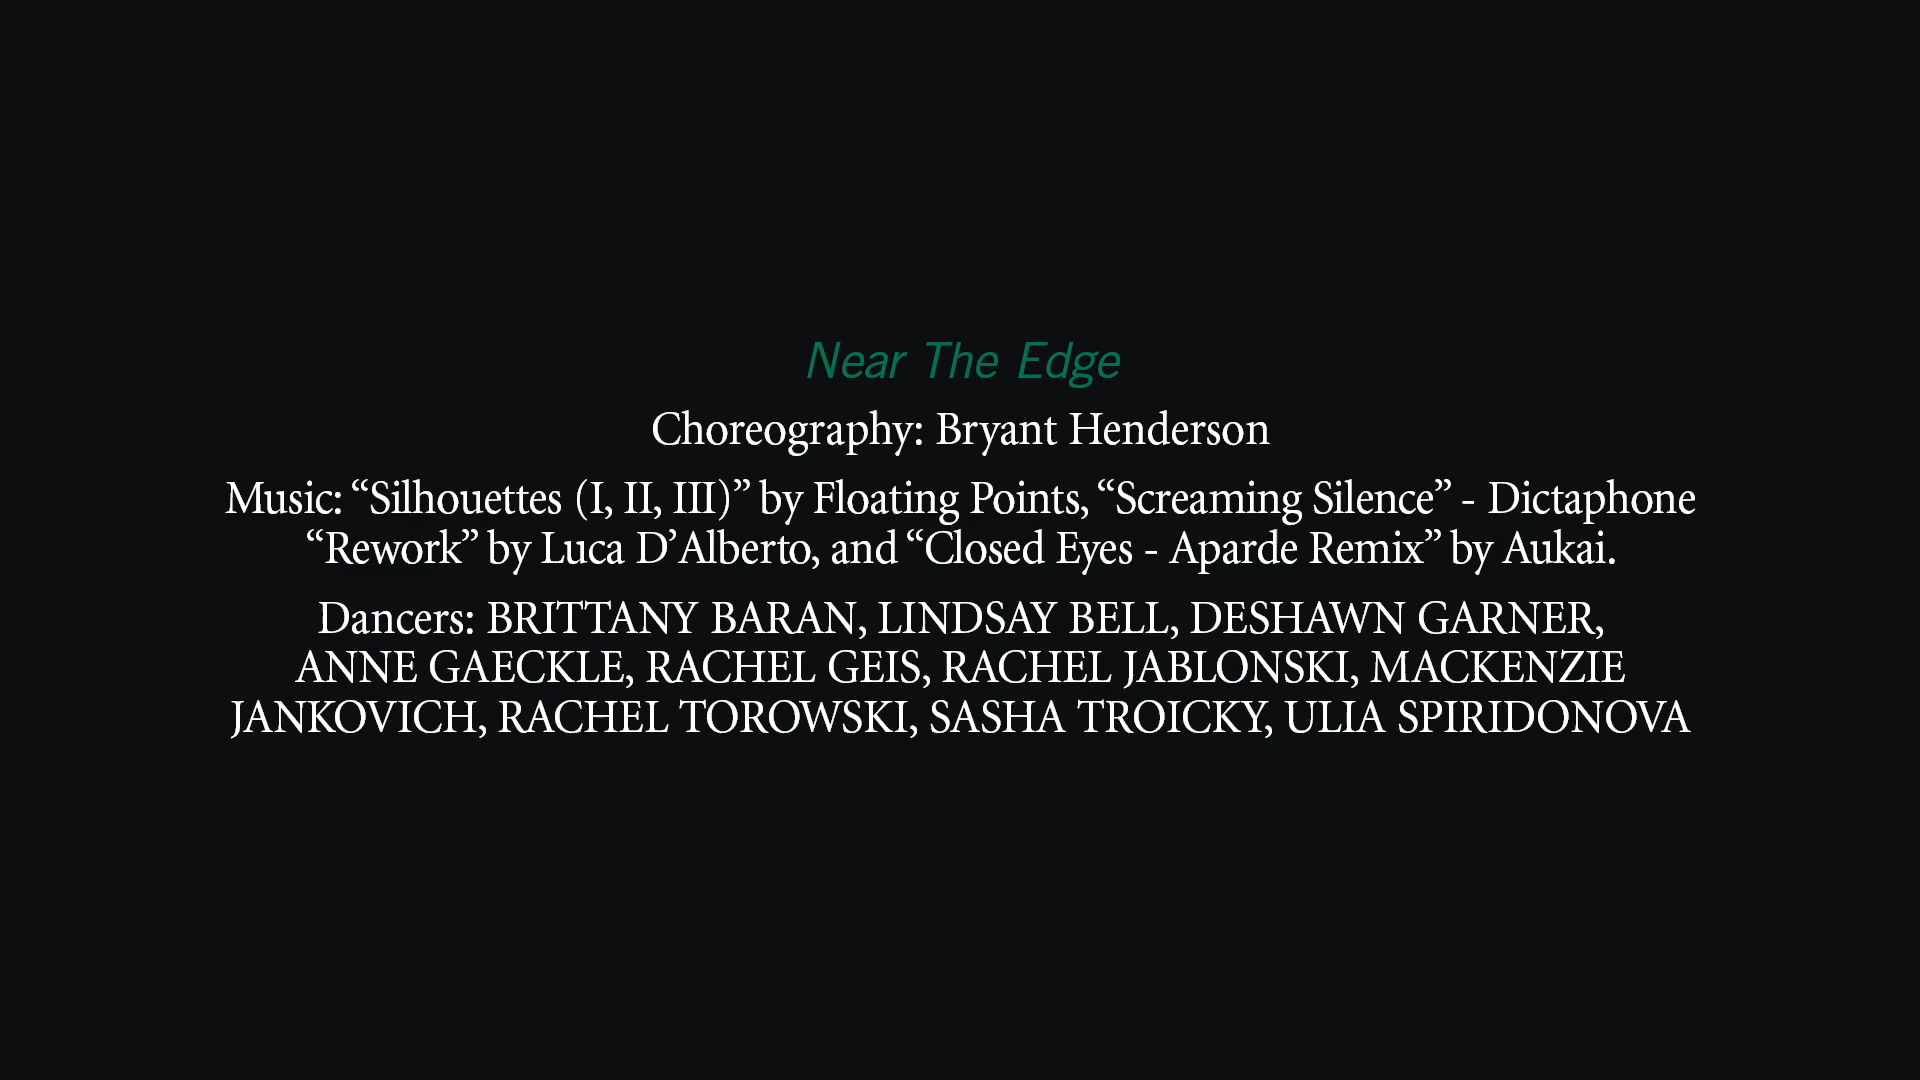 Near The Edge
Choreography: Bryant Henderson
Music: “Silhouettes (I, II, III)” by Floating Points, “Screaming Silence” - Dictaphone
“Rework” by Luca D’Alberto, and “Closed Eyes - Aparde Remix” by Aukai.
Dancers: BRITTANY BARAN, LINDSAY BELL, DESHAWN GARNER,
ANNE GAECKLE, RACHEL GEIS, RACHEL JABLONSKI, MACKENZIE
JANKOVICH, RACHEL TOROWSKI, SASHA TROICKY, ULIA SPIRIDONOVA